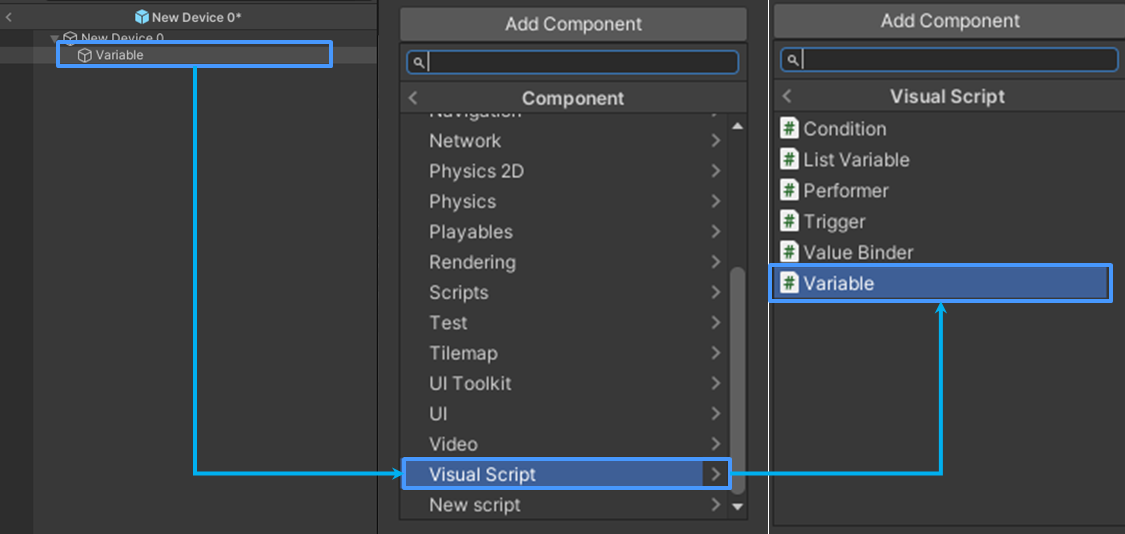 New Device 0*
New Device 0
Variable
Add Component
Component
Navigation
Network
Physics 2D
Physics
Playables
Rendering
Scripts
Test
Tilemap
UI Toolkit
UI
Video
Visual Script
New script
Add Component
Visual Script
Condition
List Variable
Performer
Trigger
Value Binder
Variable